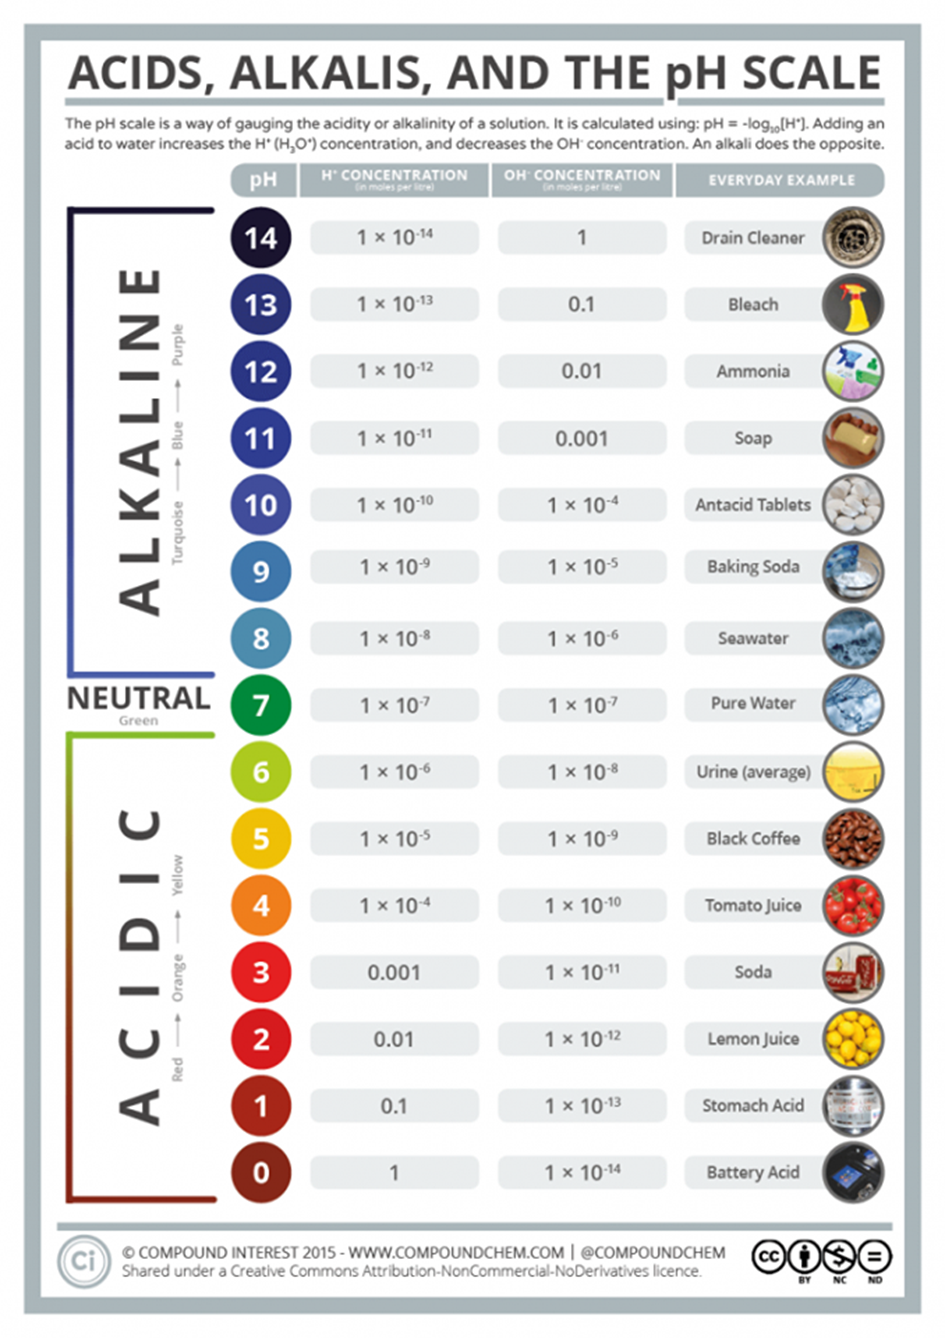 ACIDS, ALKALIS, AND THE pH SCALE
The pH scale is a way of gauging the acidity or alkalinity of a solution. It is calculated using: pH = -log₁₀[H⁺]. Adding an
acid to water increases the H⁺ (H₃O⁺) concentration, and decreases the OH⁻ concentration. An alkali does the opposite.
pH H⁺ CONCENTRATION (in moles per litre) OH⁻ CONCENTRATION (in moles per litre) EVERYDAY EXAMPLE
ALKALINE
Turquoise → Blue → Purple
14 1 × 10⁻¹⁴ 1 Drain Cleaner
13 1 × 10⁻¹³ 0.1 Bleach
12 1 × 10⁻¹² 0.01 Ammonia
11 1 × 10⁻¹¹ 0.001 Soap
10 1 × 10⁻¹⁰ 1 × 10⁻⁴ Antacid Tablets
9 1 × 10⁻⁹ 1 × 10⁻⁵ Baking Soda
8 1 × 10⁻⁸ 1 × 10⁻⁶ Seawater
NEUTRAL
Green
7 1 × 10⁻⁷ 1 × 10⁻⁷ Pure Water
ACIDIC
Red → Orange → Yellow
6 1 × 10⁻⁶ 1 × 10⁻⁸ Urine (average)
5 1 × 10⁻⁵ 1 × 10⁻⁹ Black Coffee
4 1 × 10⁻⁴ 1 × 10⁻¹⁰ Tomato Juice
3 0.001 1 × 10⁻¹¹ Soda
2 0.01 1 × 10⁻¹² Lemon Juice
1 0.1 1 × 10⁻¹³ Stomach Acid
0 1 1 × 10⁻¹⁴ Battery Acid
Ci
© COMPOUND INTEREST 2015 - WWW.COMPOUNDCHEM.COM | @COMPOUNDCHEM
Shared under a Creative Commons Attribution-NonCommercial-NoDerivatives licence.
cc BY NC ND